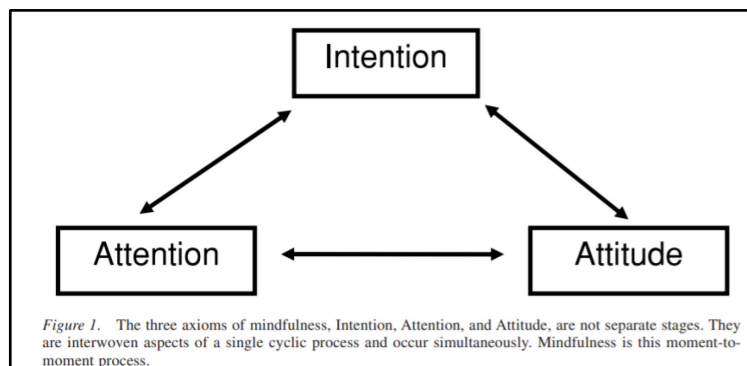 Intention
Attention
Attitude
Figure 1. The three axioms of mindfulness, Intention, Attention, and Attitude, are not separate stages. They
are interwoven aspects of a single cyclic process and occur simultaneously. Mindfulness is this moment-to-
moment process.